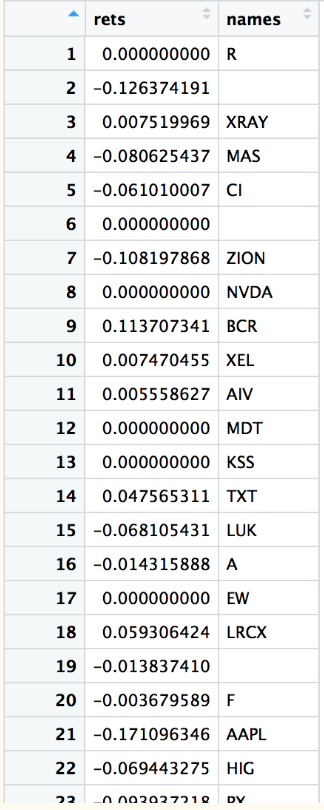 rets names
1 0.000000000 R
2 −0.126374191
3 0.007519969 XRAY
4 −0.080625437 MAS
5 −0.061010007 CI
6 0.000000000
7 −0.108197868 ZION
8 0.000000000 NVDA
9 0.113707341 BCR
10 0.007470455 XEL
11 0.005558627 AIV
12 0.000000000 MDT
13 0.000000000 KSS
14 0.047565311 TXT
15 −0.068105431 LUK
16 −0.014315888 A
17 0.000000000 EW
18 0.059306424 LRCX
19 −0.013837410
20 −0.003679589 F
21 −0.171096346 AAPL
22 −0.069443275 HIG
23 −0.093937218